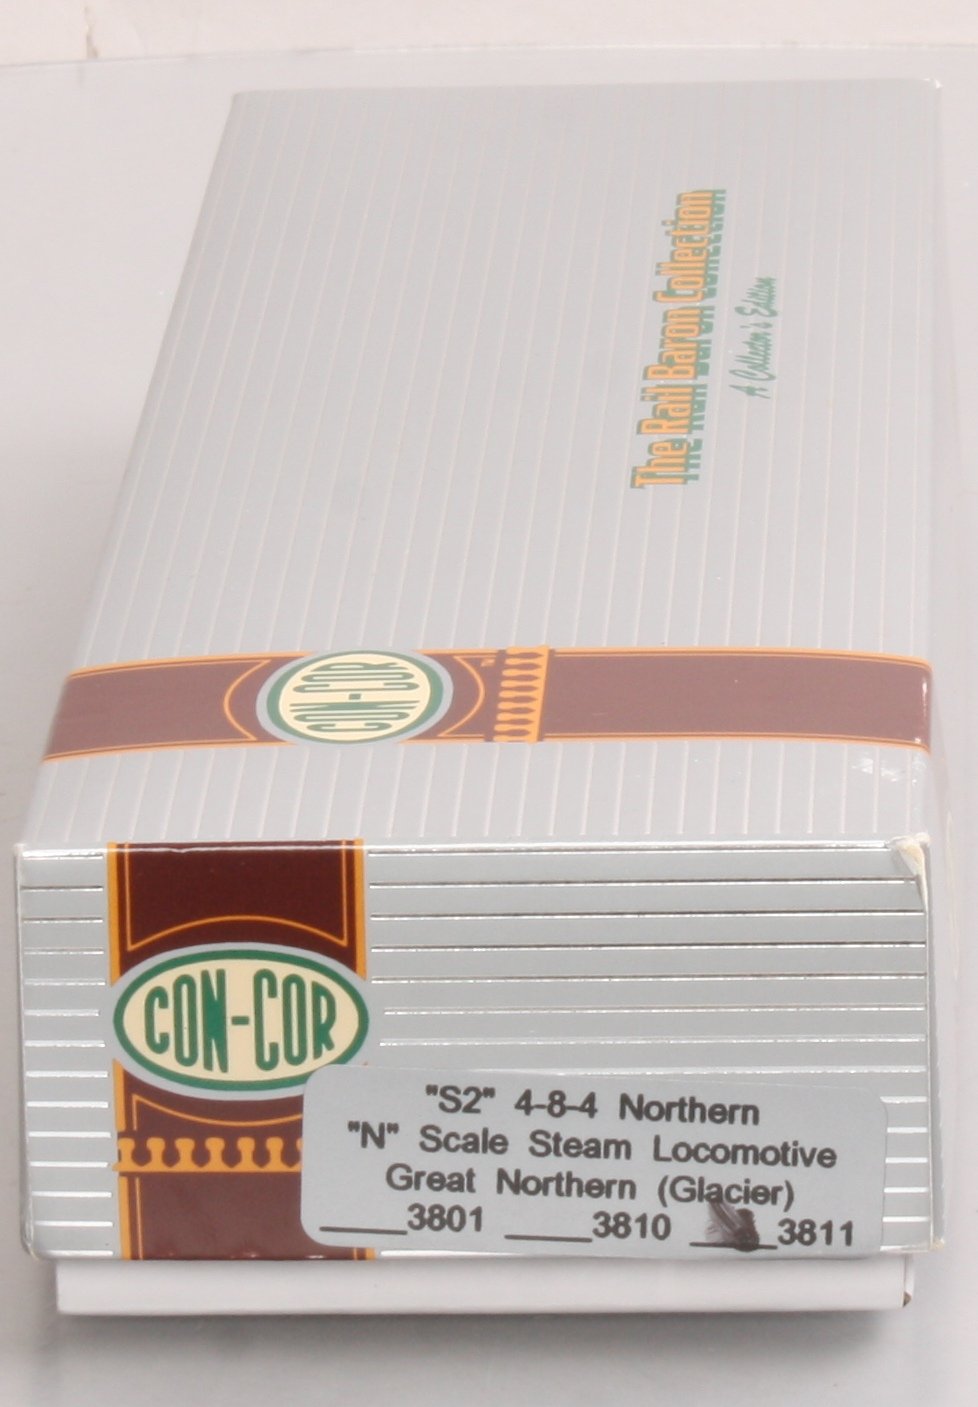 The Rail Baron Collection
A Collector's Edition
CON-COR
TM
CON-COR
"S2" 4-8-4 Northern
"N" Scale Steam Locomotive
Great Northern (Glacier)
____3801 ____3810 ____3811